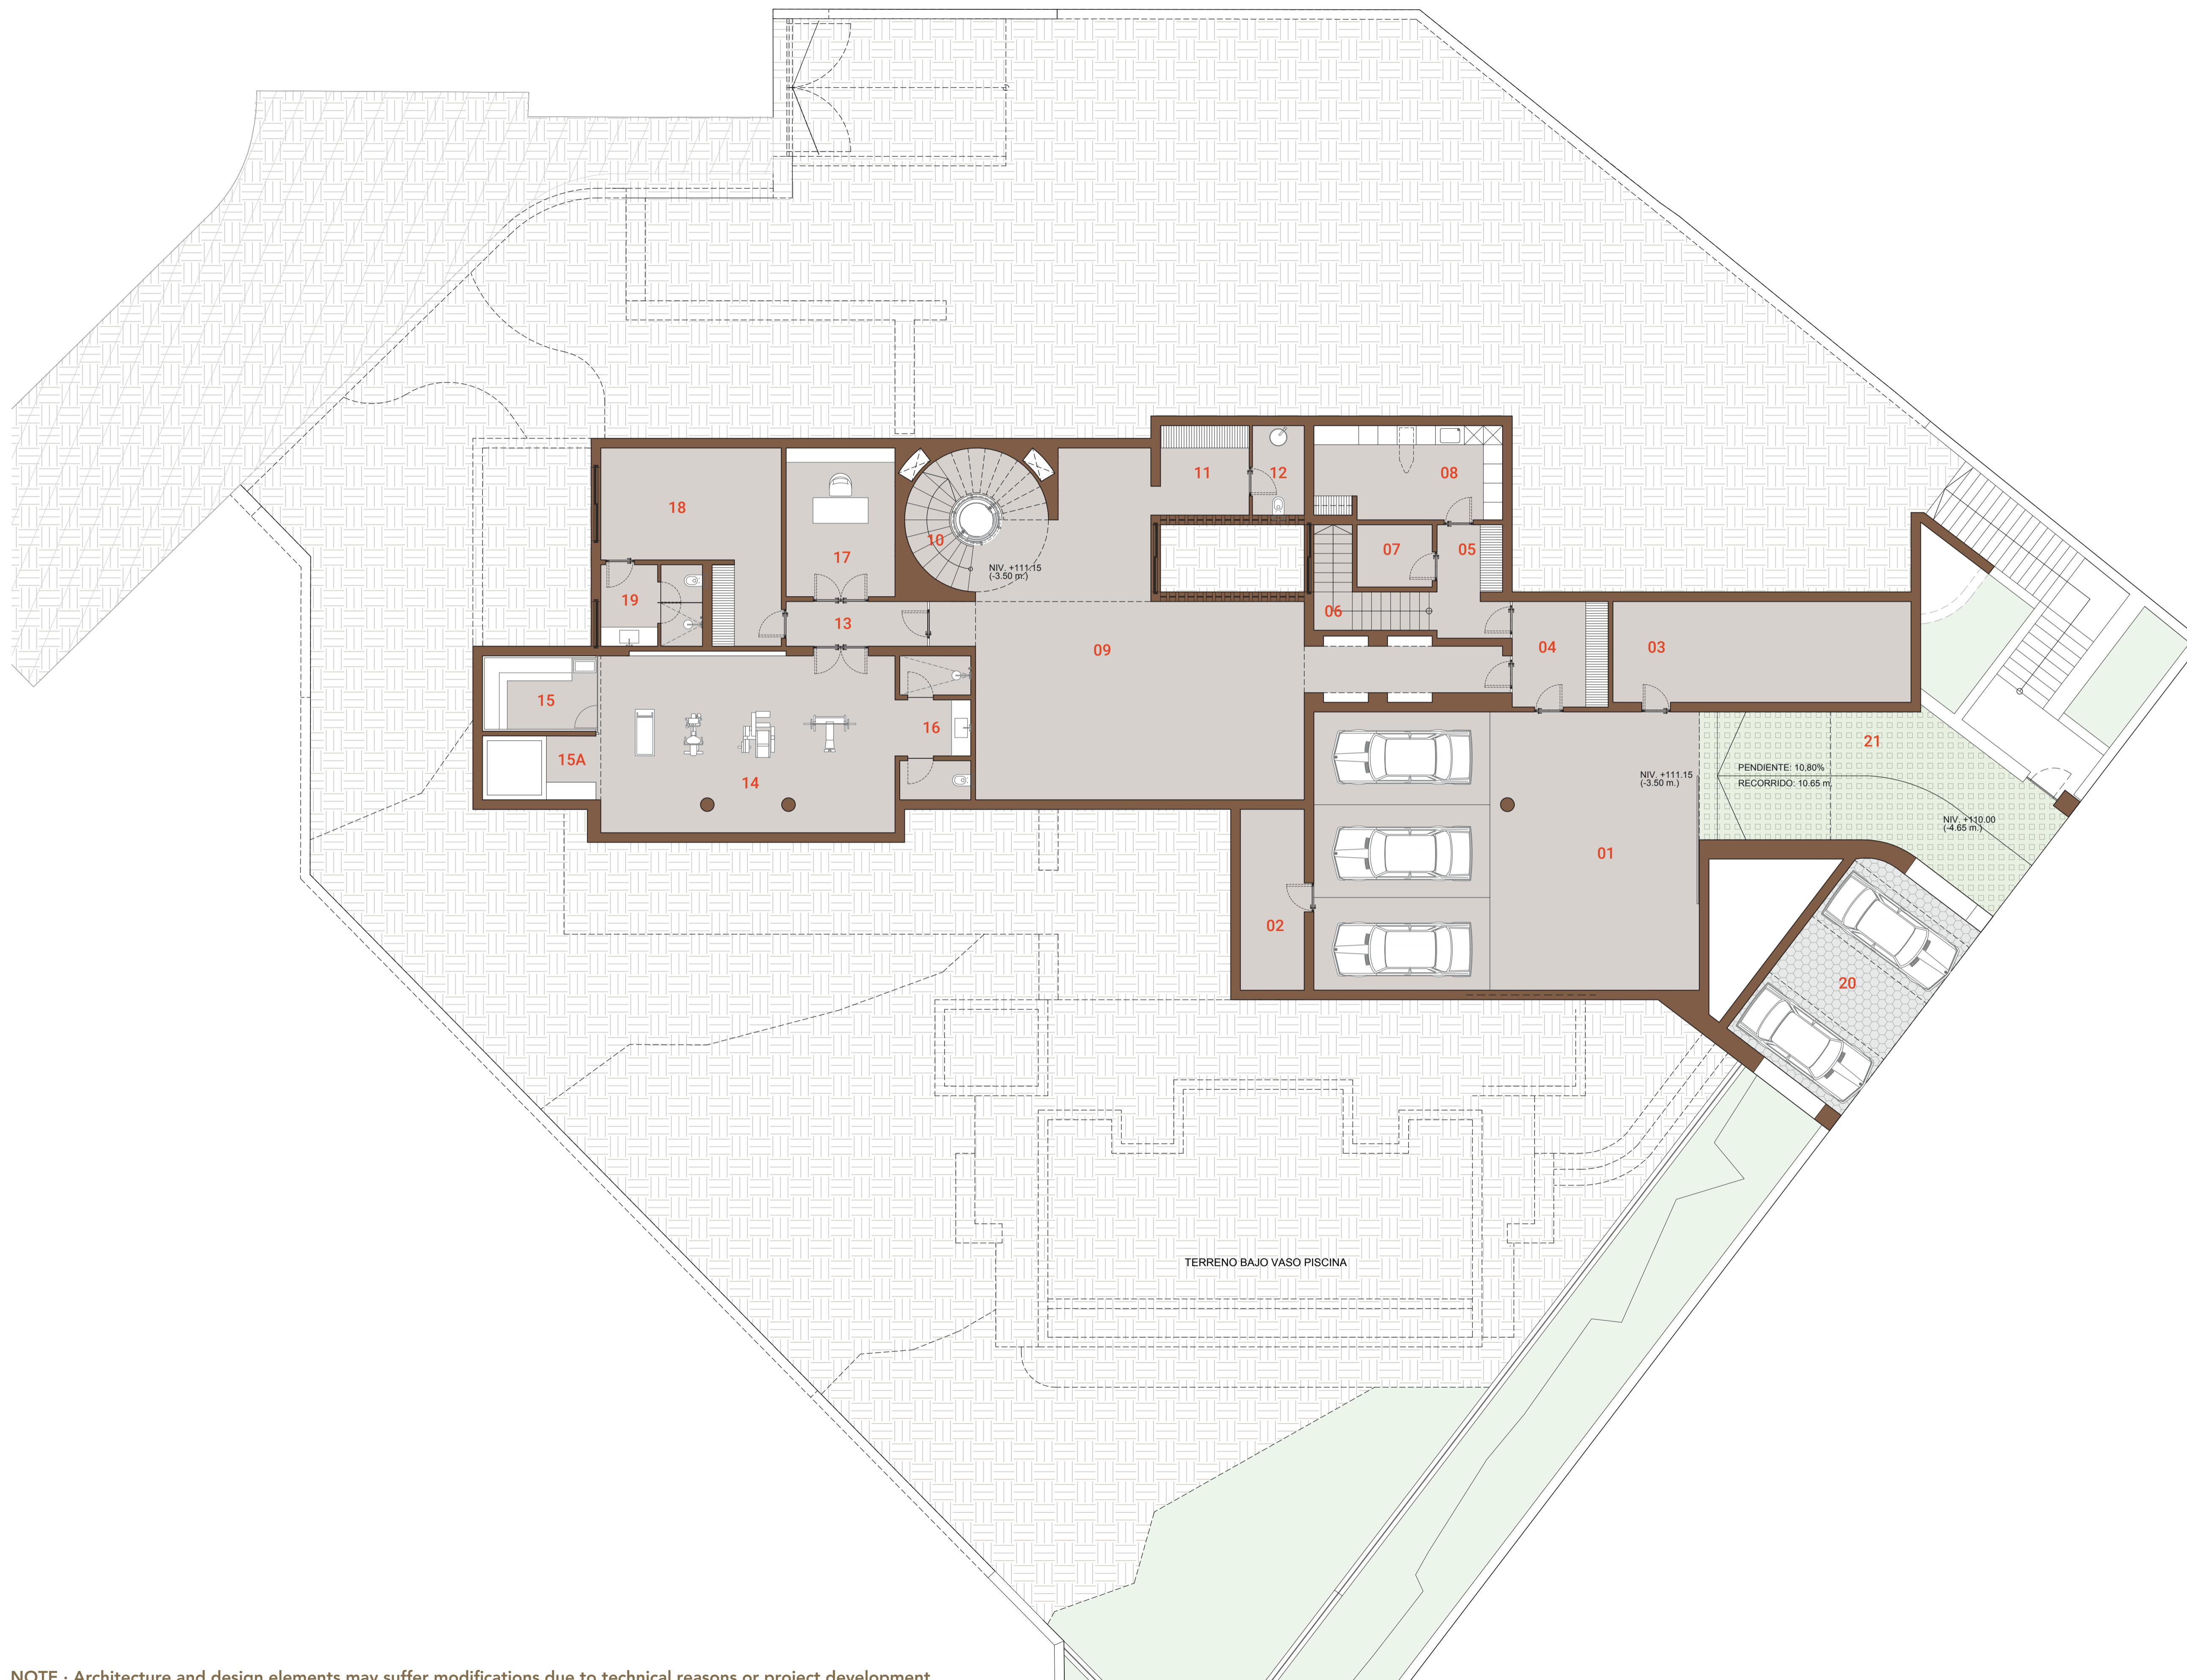 11
12
08
18
10
17
07
05
NIV. +111.15
(-3.50 m.)
19
13
06
09
04
03
15
16
15A
14
21
PENDIENTE: 10,80%
RECORRIDO: 10.65 m.
NIV. +111.15
(-3.50 m.)
NIV. +110.00
(-4.65 m.)
01
02
20
TERRENO BAJO VASO PISCINA
NOTE · Architecture and design elements may suffer modifications due to technical reasons or project development